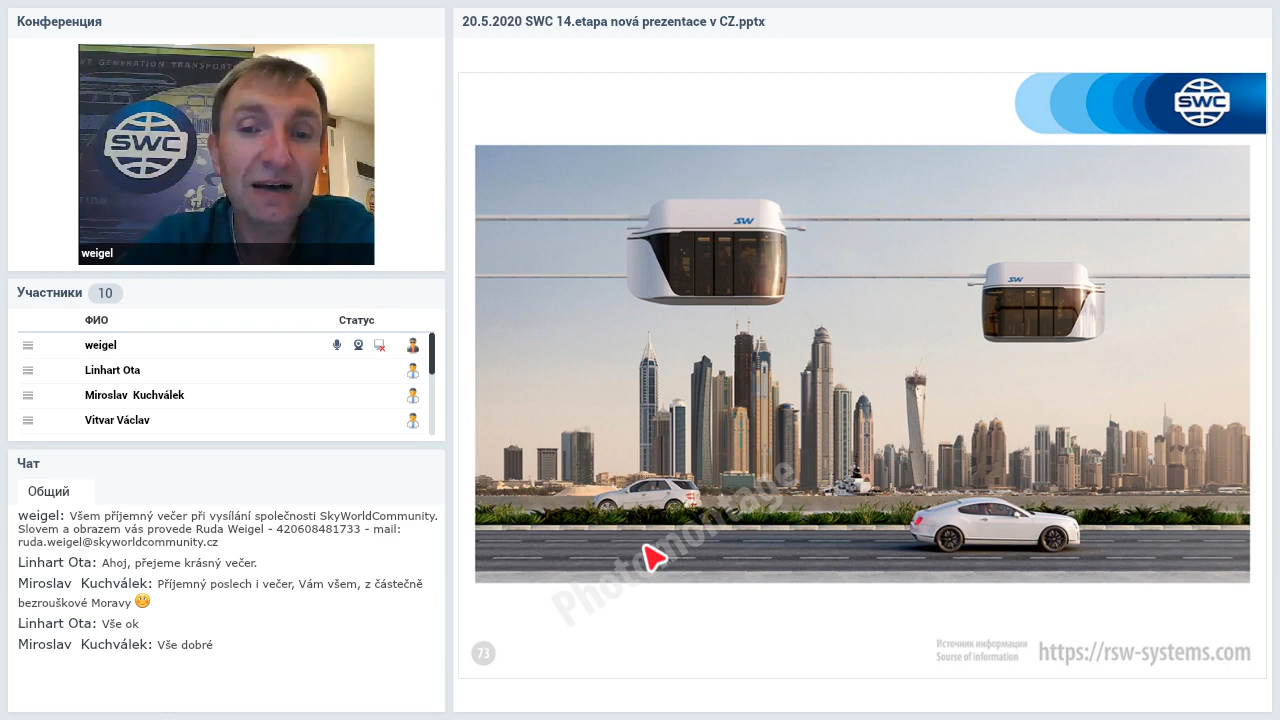 Конференция
XT GENERATION TRANSPORT
SWC
weigel
Участники 10
ФИО Статус
weigel
Linhart Ota
Miroslav Kuchválek
Vitvar Václav
Чат
Общий
weigel: Všem příjemný večer při vysílání společnosti SkyWorldCommunity.
Slovem a obrazem vás provede Ruda Weigel - 420608481733 - mail:
ruda.weigel@skyworldcommunity.cz
Linhart Ota: Ahoj, přejeme krásný večer.
Miroslav Kuchválek: Příjemný poslech i večer, Vám všem, z částečně
bezrouškové Moravy
Linhart Ota: Vše ok
Miroslav Kuchválek: Vše dobré
20.5.2020 SWC 14.etapa nová prezentace v CZ.pptx
SWC
SW
SW
Photomontage
73
Источник информации
Sourse of information
https://rsw-systems.com